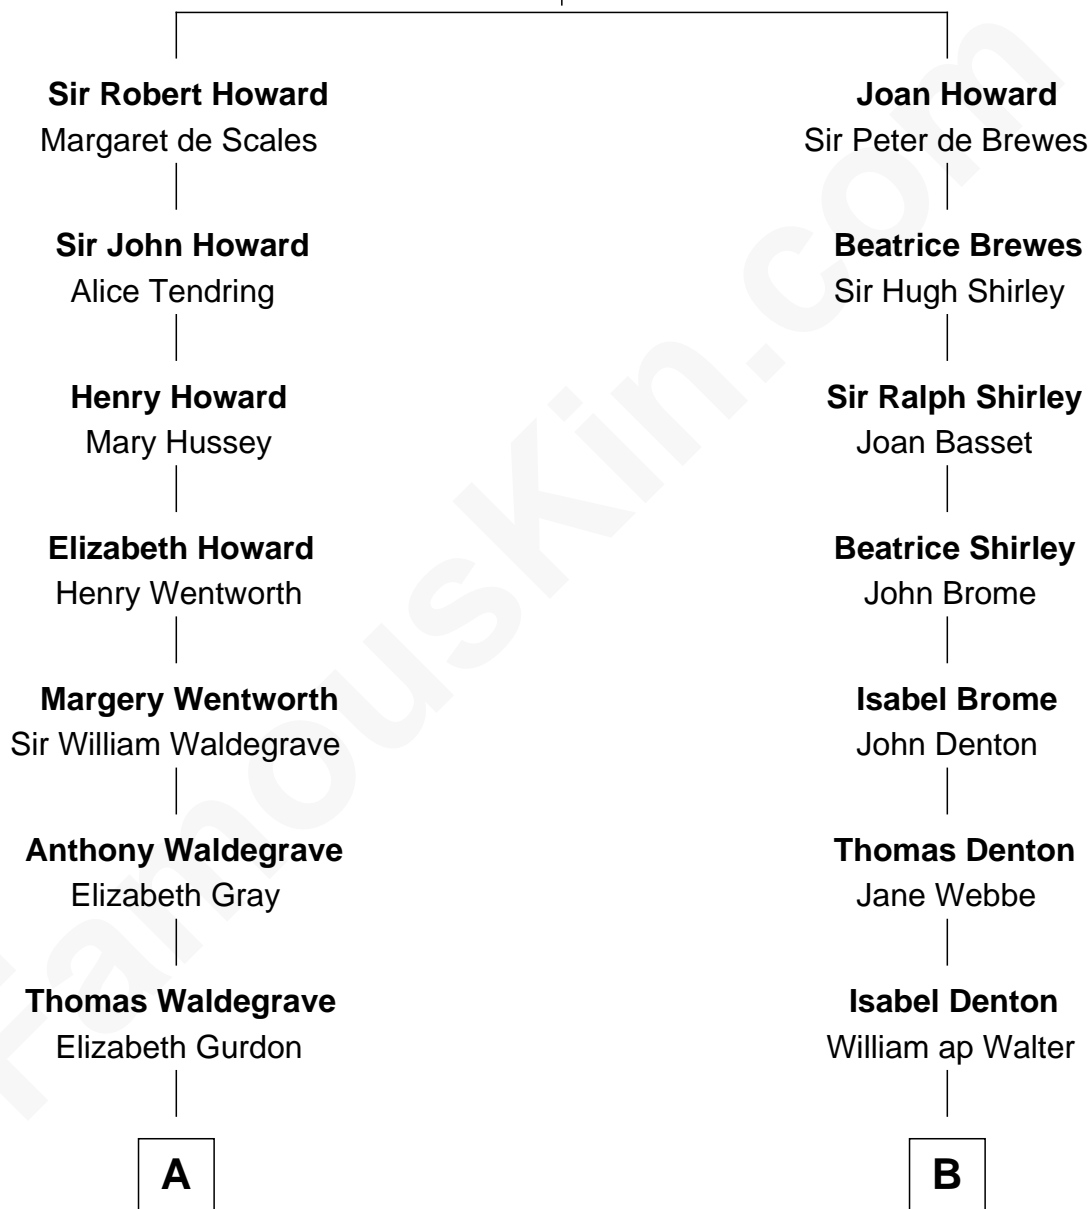 Sir Robert Howard
Margaret de Scales
Sir John Howard
Alice Tendring
Henry Howard
Mary Hussey
Elizabeth Howard
Henry Wentworth
Margery Wentworth
Sir William Waldegrave
Anthony Waldegrave
Elizabeth Gray
Thomas Waldegrave
Elizabeth Gurdon
A
Joan Howard
Sir Peter de Brewes
Beatrice Brewes
Sir Hugh Shirley
Sir Ralph Shirley
Joan Basset
Beatrice Shirley
John Brome
Isabel Brome
John Denton
Thomas Denton
Jane Webbe
Isabel Denton
William ap Walter
B
FamousKin.com